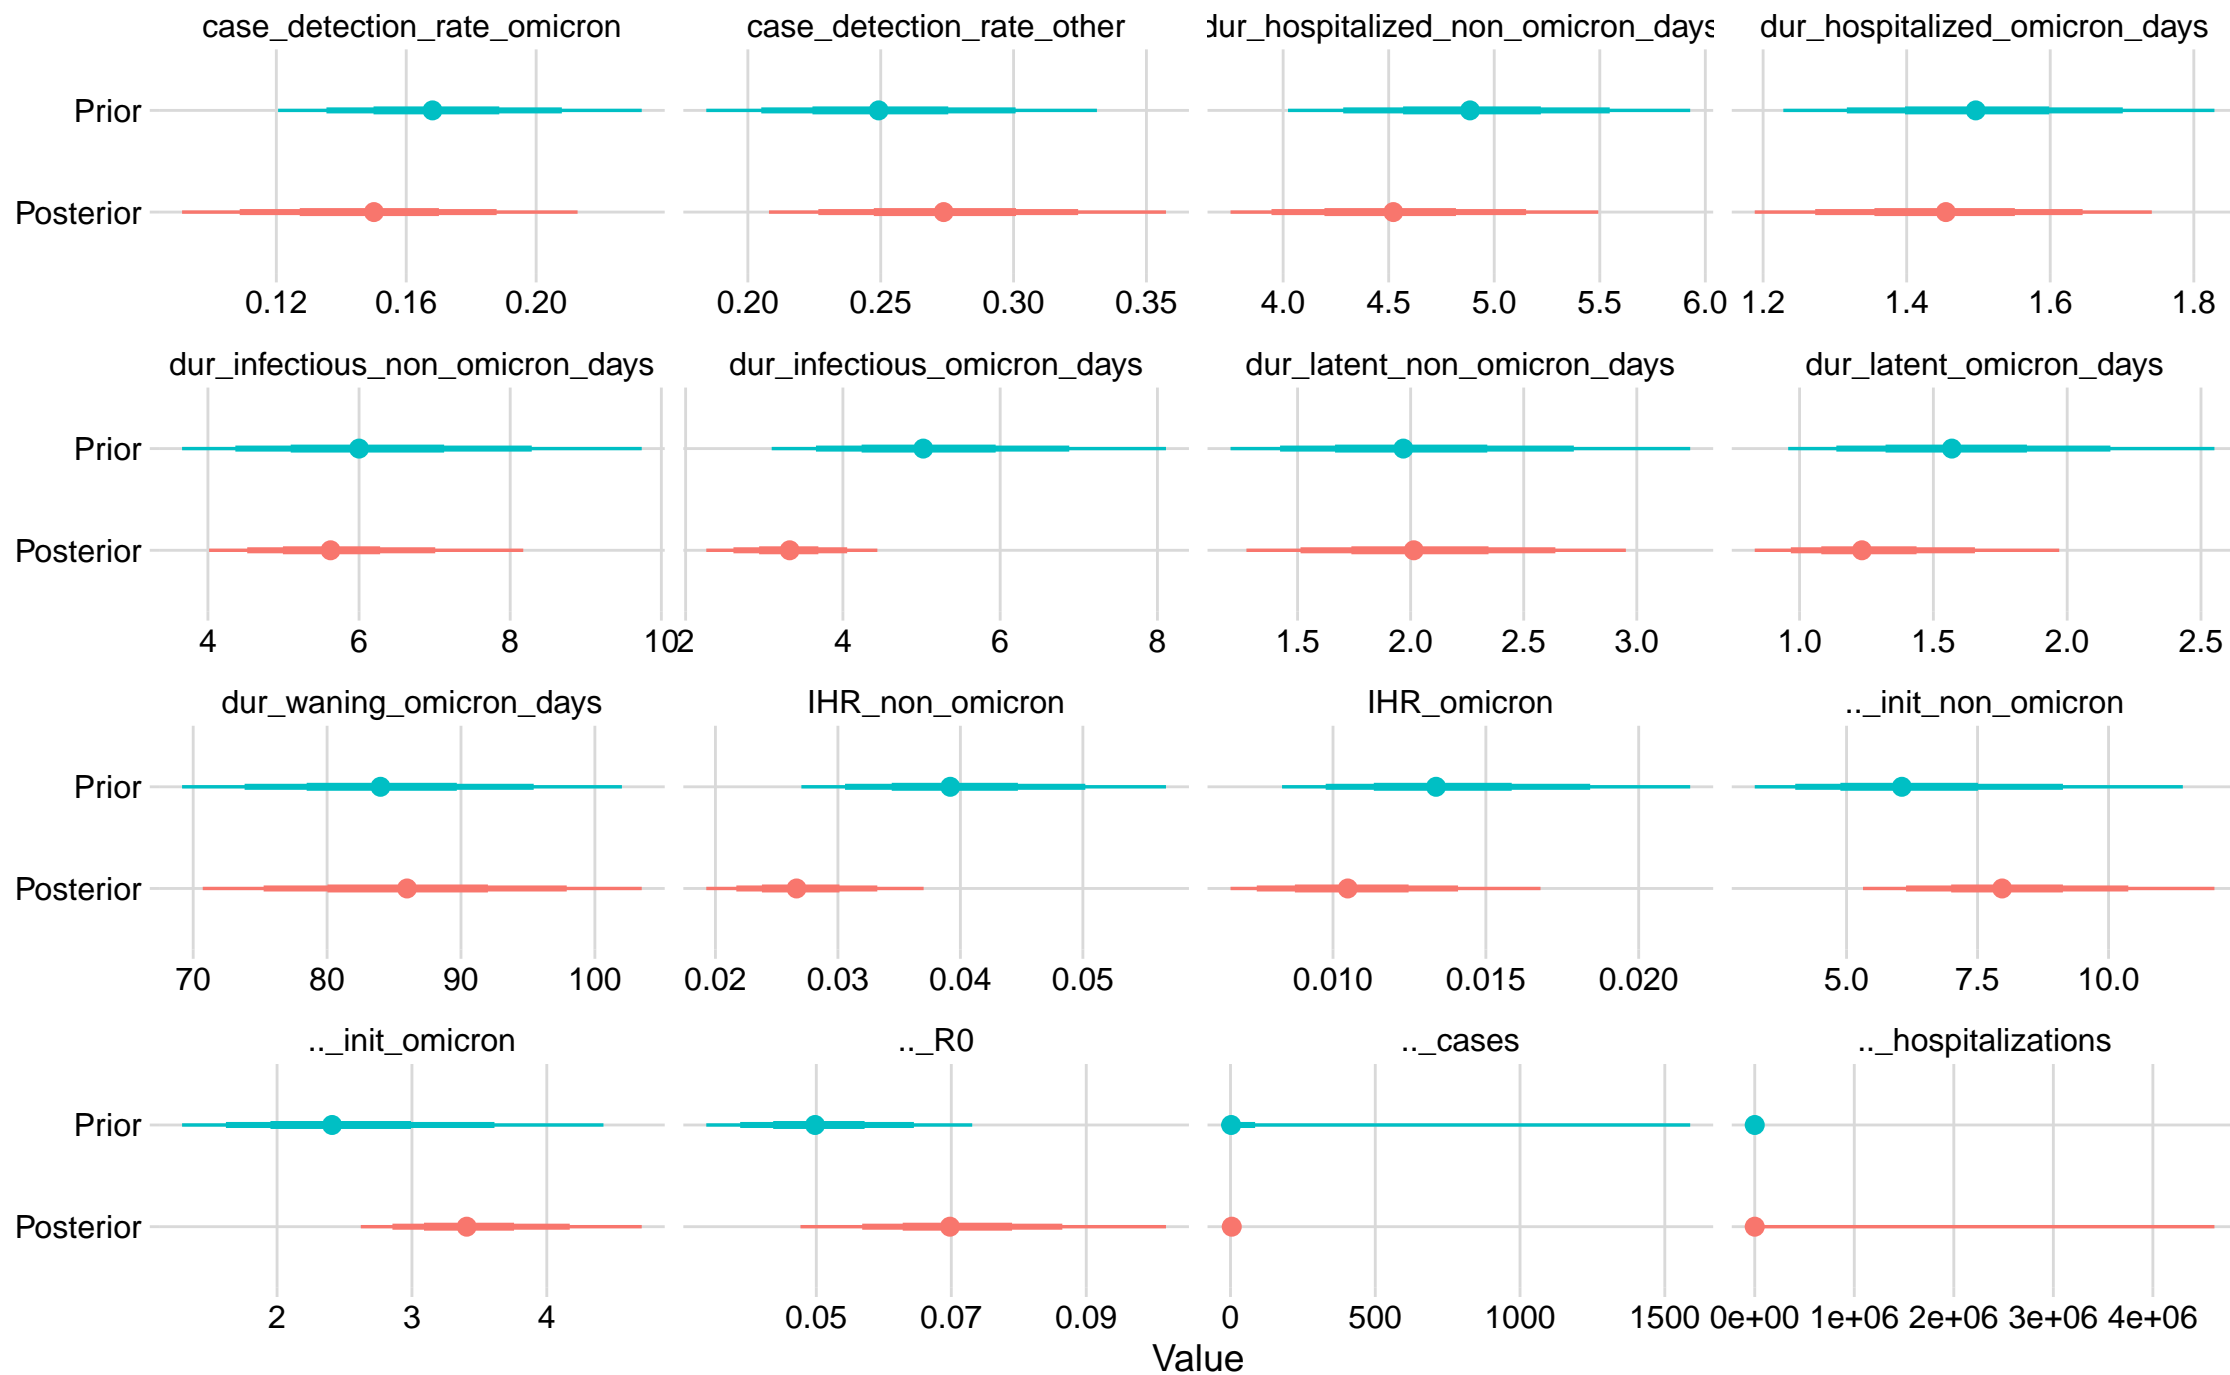 case_detection_rate_omicron case_detection_rate_other dur_hospitalized_non_omicron_days dur_hospitalized_omicron_days
Prior
Posterior
0.12 0.16 0.20 0.20 0.25 0.30 0.35 4.0 4.5 5.0 5.5 6.0 1.2 1.4 1.6 1.8
dur_infectious_non_omicron_days dur_infectious_omicron_days dur_latent_non_omicron_days dur_latent_omicron_days
Prior
Posterior
4 6 8 10 2 4 6 8 1.5 2.0 2.5 3.0 1.0 1.5 2.0 2.5
dur_waning_omicron_days IHR_non_omicron IHR_omicron .._init_non_omicron
Prior
Posterior
70 80 90 100 0.02 0.03 0.04 0.05 0.010 0.015 0.020 5.0 7.5 10.0
.._init_omicron .._R0 .._cases .._hospitalizations
Prior
Posterior
2 3 4 0.05 0.07 0.09 0 500 1000 1500 0e+00 1e+06 2e+06 3e+06 4e+06
Value